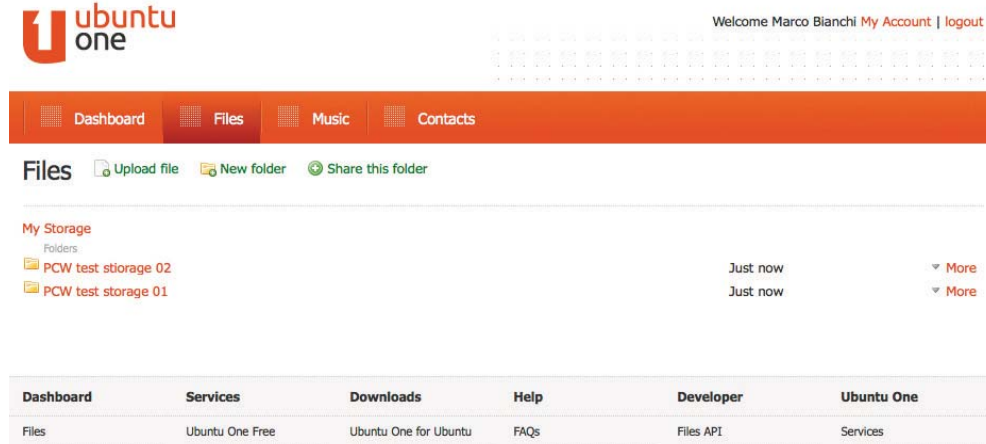 ubuntu
one
Welcome Marco Bianchi My Account | logout
Dashboard Files Music Contacts
Files Upload file New folder Share this folder
My Storage
Folders
PCW test stiorage 02 Just now More
PCW test storage 01 Just now More
Dashboard Services Downloads Help Developer Ubuntu One
Files Ubuntu One Free Ubuntu One for Ubuntu FAQs Files API Services